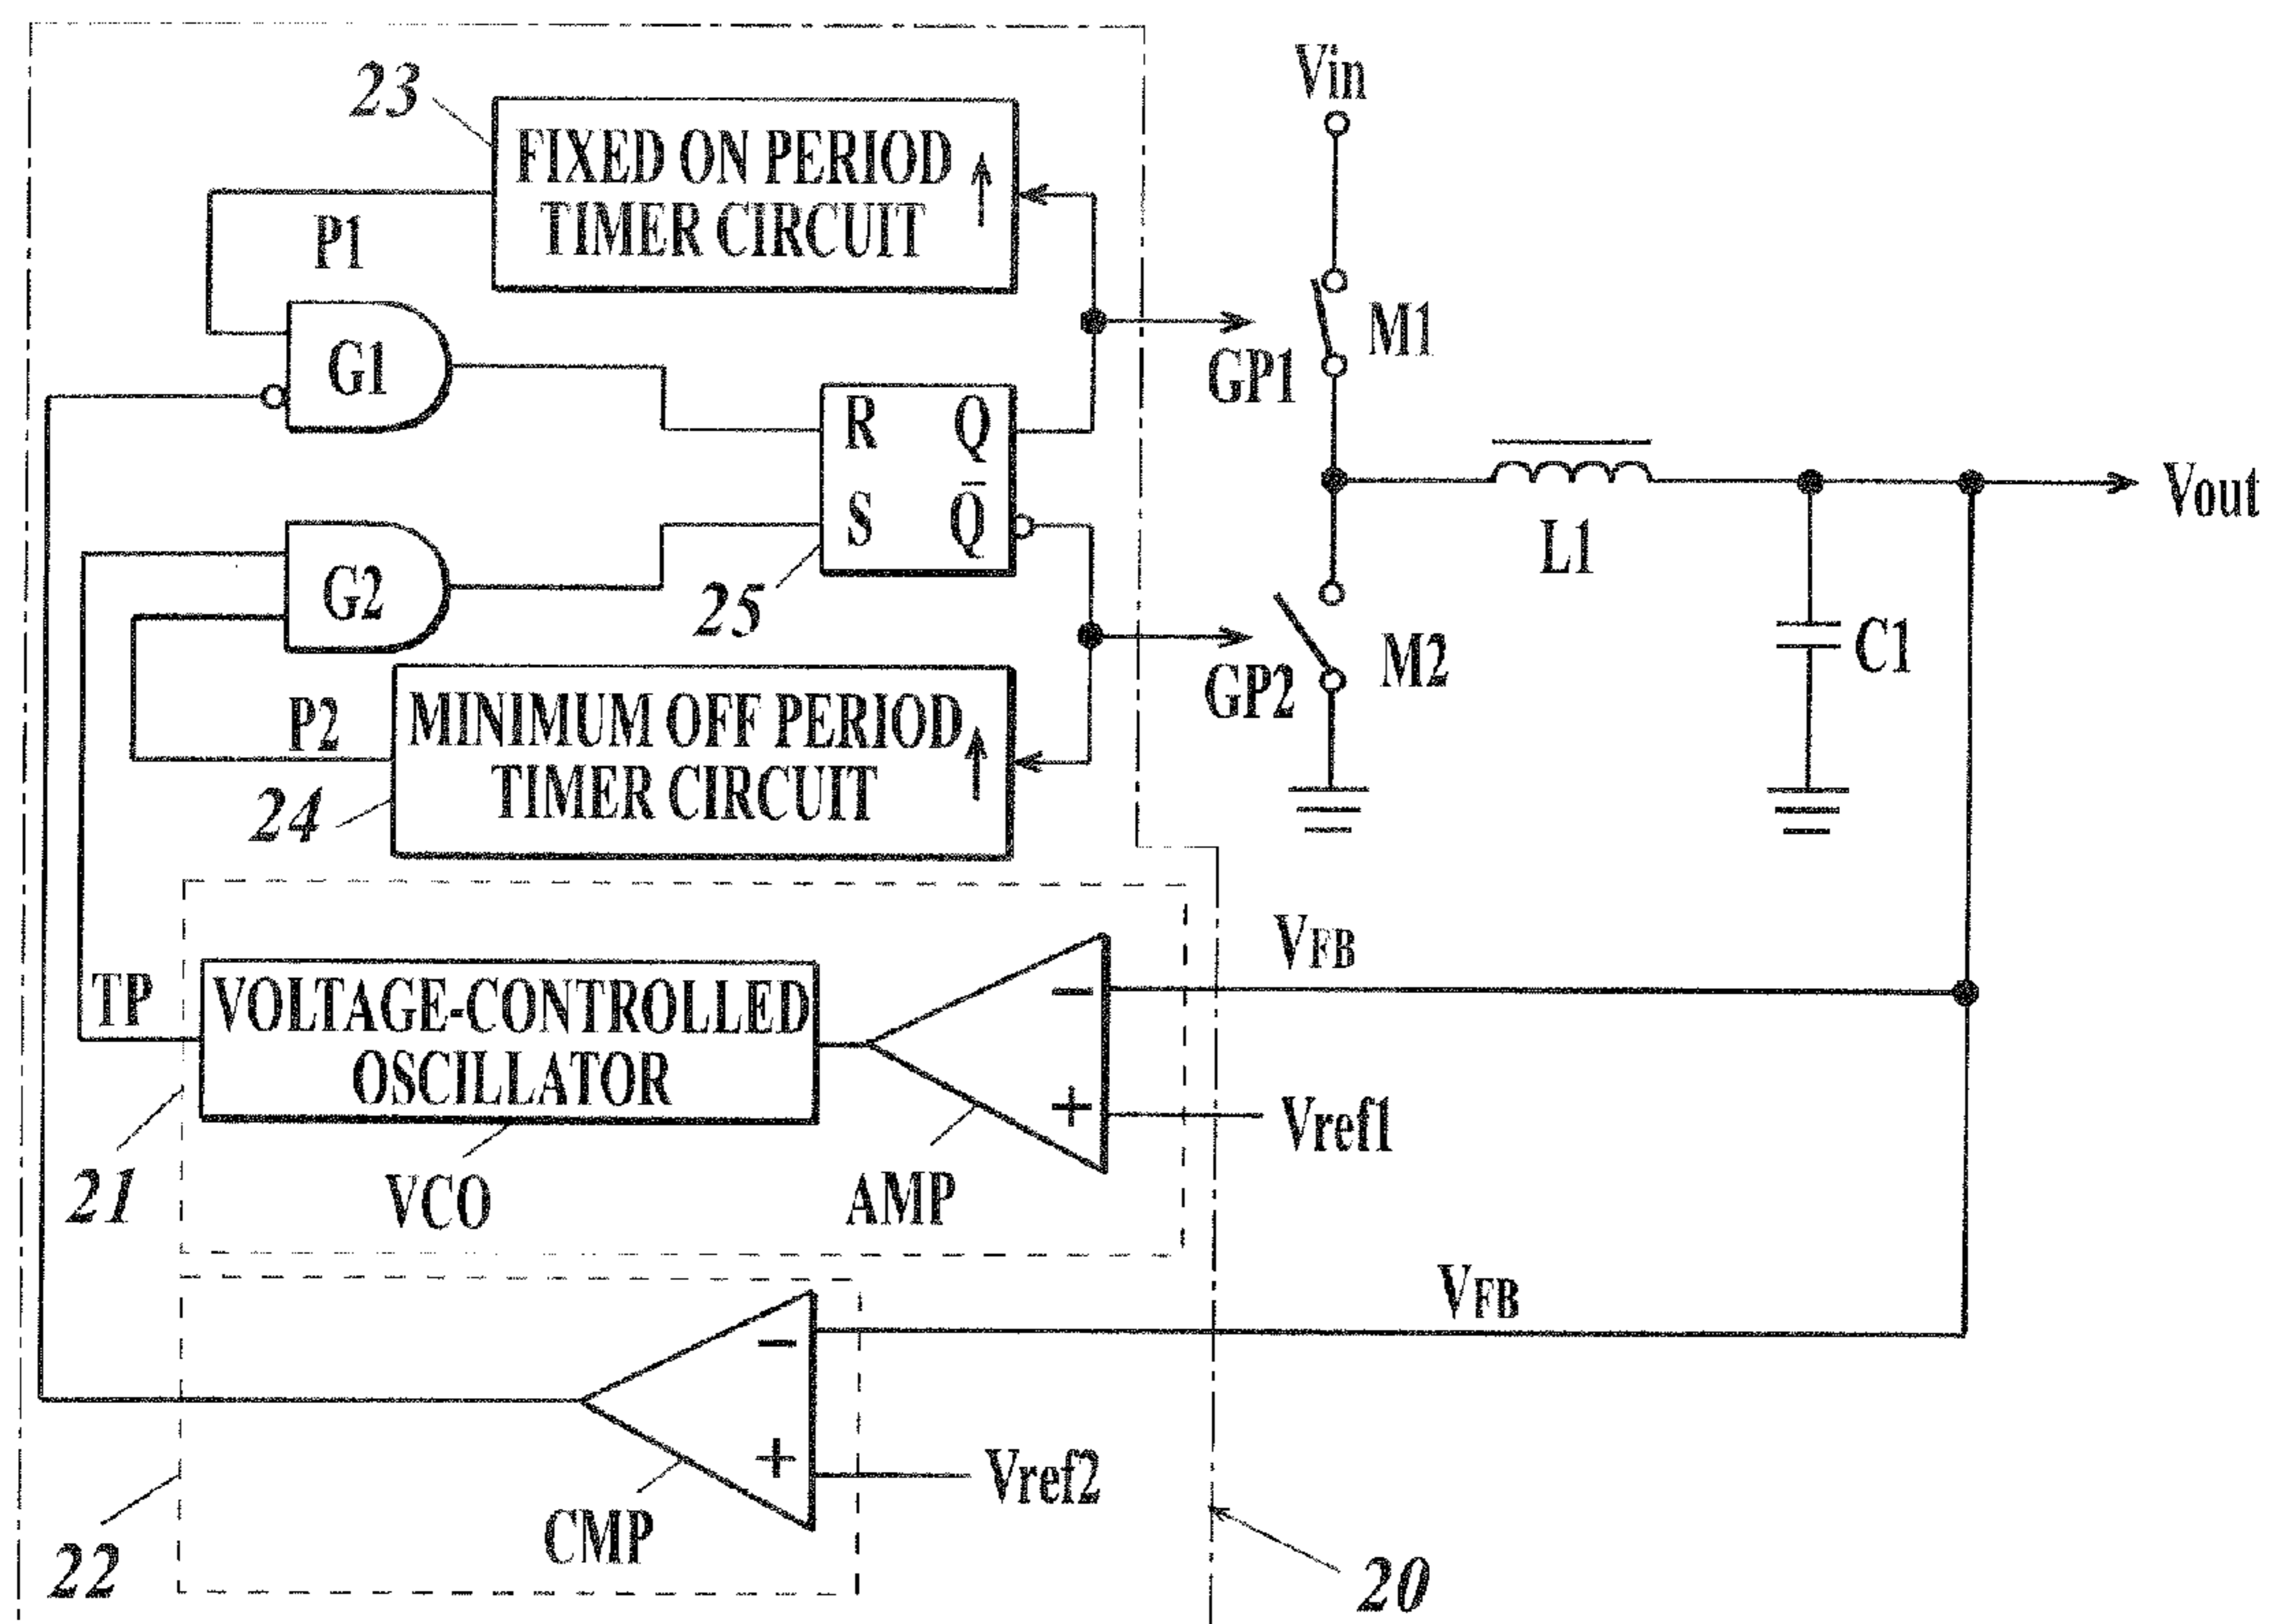 23
FIXED ON PERIOD
TIMER CIRCUIT
P1
G1
R Q
S Q̄
25
G2
P2
MINIMUM OFF PERIOD
TIMER CIRCUIT
24
GP1
GP2
Vin
M1
M2
L1
C1
Vout
TP
VOLTAGE-CONTROLLED
OSCILLATOR
21
VCO
AMP
−
+
VFB
Vref1
VFB
−
+
Vref2
CMP
22
20